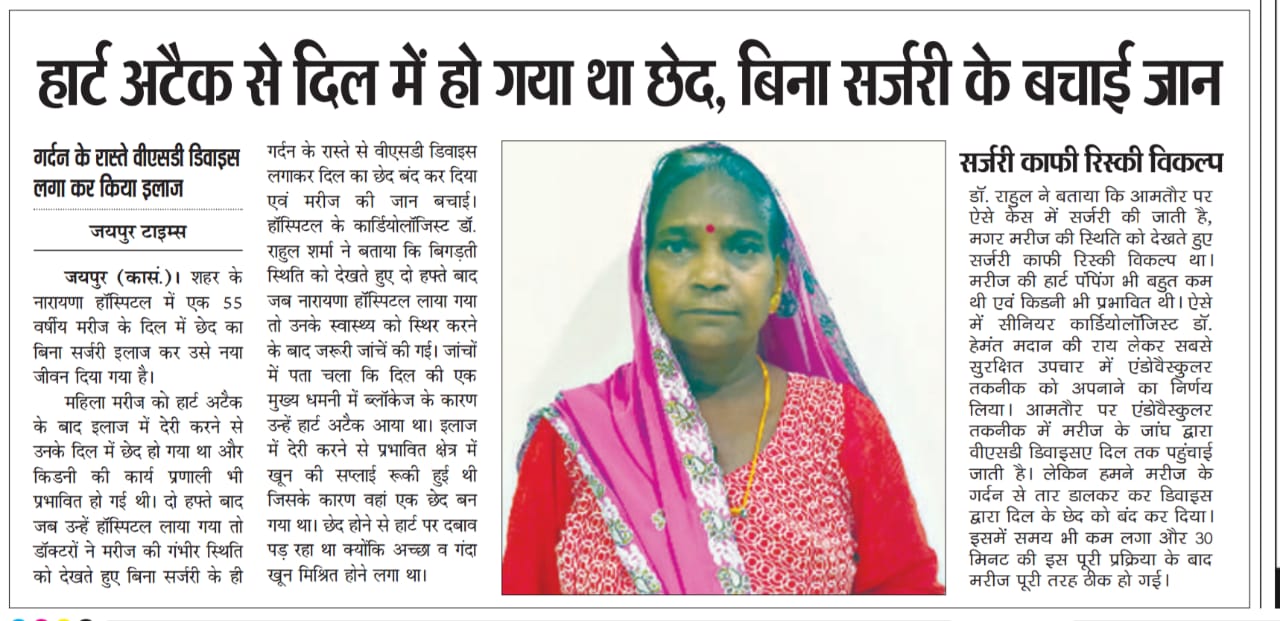 हार्ट अटैक से दिल में हो गया था छेद, बिना सर्जरी के बचाई जान
गर्दन के रास्ते वीएसडी डिवाइस
लगा कर किया इलाज
जयपुर टाइम्स
जयपुर (कासं.)। शहर के
नारायणा हॉस्पिटल में एक 55
वर्षीय मरीज के दिल में छेद का
बिना सर्जरी इलाज कर उसे नया
जीवन दिया गया है।
महिला मरीज को हार्ट अटैक
के बाद इलाज में देरी करने से
उनके दिल में छेद हो गया था और
किडनी की कार्य प्रणाली भी
प्रभावित हो गई थी। दो हफ्ते बाद
जब उन्हें हॉस्पिटल लाया गया तो
डॉक्टरों ने मरीज की गंभीर स्थिति
को देखते हुए बिना सर्जरी के ही
गर्दन के रास्ते से वीएसडी डिवाइस
लगाकर दिल का छेद बंद कर दिया
एवं मरीज की जान बचाई।
हॉस्पिटल के कार्डियोलॉजिस्ट डॉ.
राहुल शर्मा ने बताया कि बिगड़ती
स्थिति को देखते हुए दो हफ्ते बाद
जब नारायणा हॉस्पिटल लाया गया
तो उनके स्वास्थ्य को स्थिर करने
के बाद जरूरी जांचें की गई। जांचों
में पता चला कि दिल की एक
मुख्य धमनी में ब्लॉकेज के कारण
उन्हें हार्ट अटैक आया था। इलाज
में देरी करने से प्रभावित क्षेत्र में
खून की सप्लाई रूकी हुई थी
जिसके कारण वहां एक छेद बन
गया था। छेद होने से हार्ट पर दबाव
पड़ रहा था क्योंकि अच्छा व गंदा
खून मिश्रित होने लगा था।
सर्जरी काफी रिस्की विकल्प
डॉ. राहुल ने बताया कि आमतौर पर
ऐसे केस में सर्जरी की जाती है,
मगर मरीज की स्थिति को देखते हुए
सर्जरी काफी रिस्की विकल्प था।
मरीज की हार्ट पंपिंग भी बहुत कम
थी एवं किडनी भी प्रभावित थी। ऐसे
में सीनियर कार्डियोलॉजिस्ट डॉ.
हेमंत मदान की राय लेकर सबसे
सुरक्षित उपचार में एंडोवैस्कुलर
तकनीक को अपनाने का निर्णय
लिया। आमतौर पर एंडोवैस्कुलर
तकनीक में मरीज के जांघ द्वारा
वीएसडी डिवाइसए दिल तक पहुंचाई
जाती है। लेकिन हमने मरीज के
गर्दन से तार डालकर कर डिवाइस
द्वारा दिल के छेद को बंद कर दिया।
इसमें समय भी कम लगा और 30
मिनट की इस पूरी प्रक्रिया के बाद
मरीज पूरी तरह ठीक हो गई।